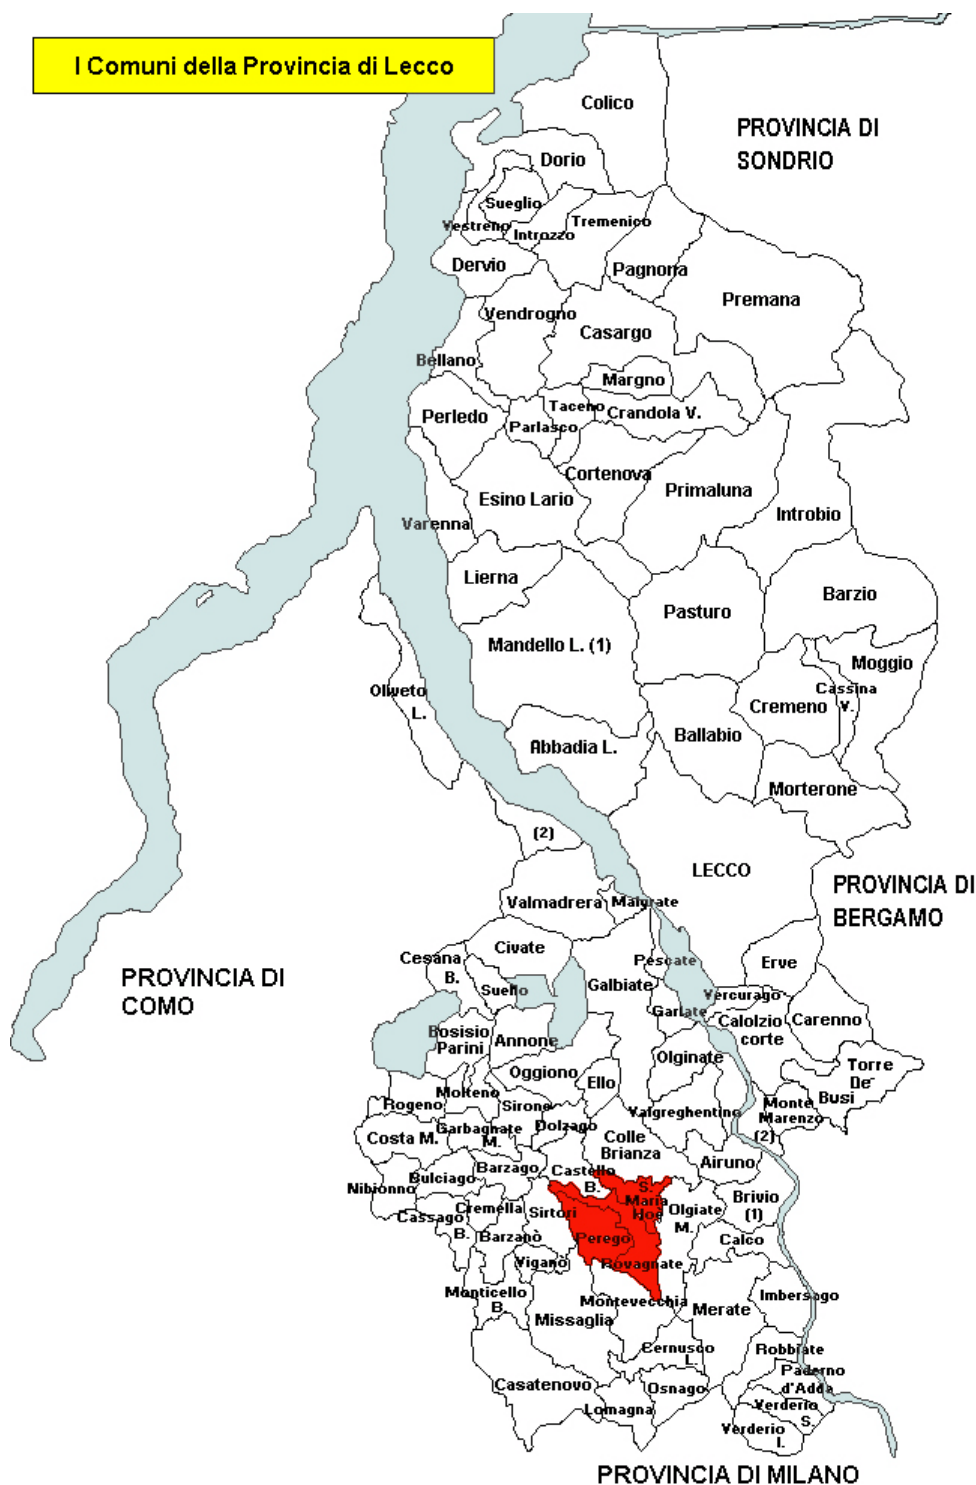 I Comuni della Provincia di Lecco
Colico
PROVINCIA DI
SONDRIO
Dorio
Sueglio
Vestreno
Introzzo
Tremenico
Dervio
Pagnona
Premana
Vendrogno
Casargo
Bellano
Margno
Perledo
Taceno
Crandola V.
Parlasco
Cortenova
Esino Lario
Primaluna
Introbio
Varenna
Lierna
Pasturo
Barzio
Mandello L. (1)
Moggio
Oliveto
L.
Cassina
V.
Cremeno
Abbadia L.
Ballabio
Morterone
(2)
LECCO
PROVINCIA DI
BERGAMO
Valmadrera
Malgrate
Civate
Cesana
B.
Pescate
Erve
PROVINCIA DI
COMO
Suello
Galbiate
Vercurago
Garlate
Calolzio
corte
Carenno
Bosisio
Parini
Annone
Olginate
Torre
De'
Busi
Oggiono
Ello
Molteno
Rogeno
Sirone
Valgreghentino
Monte
Marenzo
(2)
Costa M.
Garbagnate
M.
Dolzago
Colle
Brianza
Airuno
Barzago
Castello
B.
Bulciago
Nibionno
S.
Maria
Hoe
Brivio
(1)
Cremella
Sirtori
Olgiate
M.
Cassago
B.
Barzanò
Perego
Calco
Viganò
Rovagnate
Monticello
B.
Montevecchia
Imbersago
Missaglia
Merate
Cernusco
L.
Robbiate
Paderno
d'Adda
Casatenovo
Osnago
Lomagna
Verderio
S.
Verderio
I.
PROVINCIA DI MILANO